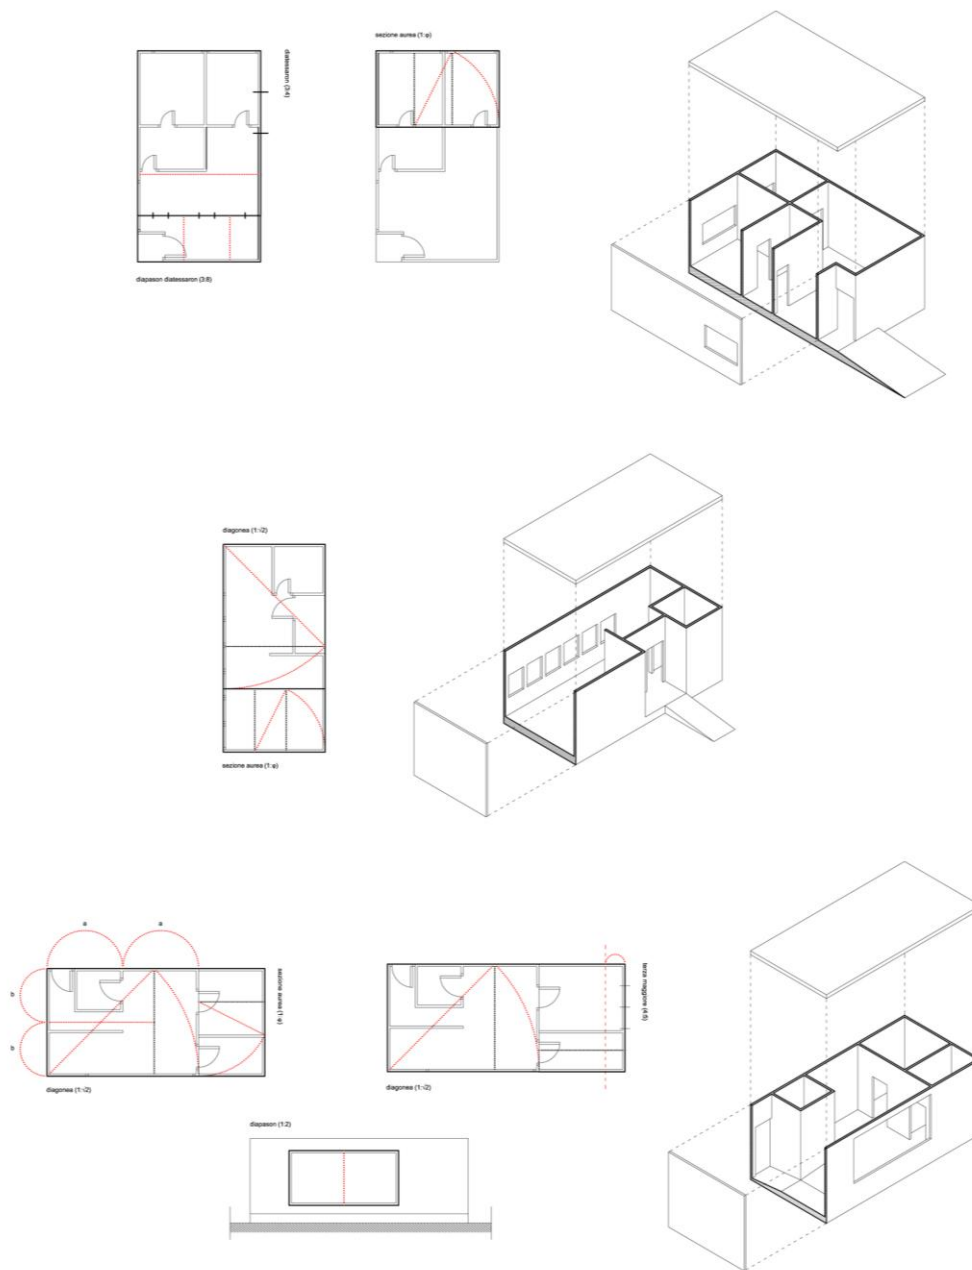 sezione aurea (1:φ)
diatessaron (3:4)
diapason diatessaron (3:8)
diagonea (1:√2)
sezione aurea (1:φ)
a
a
a'
a'
sezione aurea (1:φ)
diagonea (1:√2)
terza maggiore (4:5)
diagonea (1:√2)
diapason (1:2)